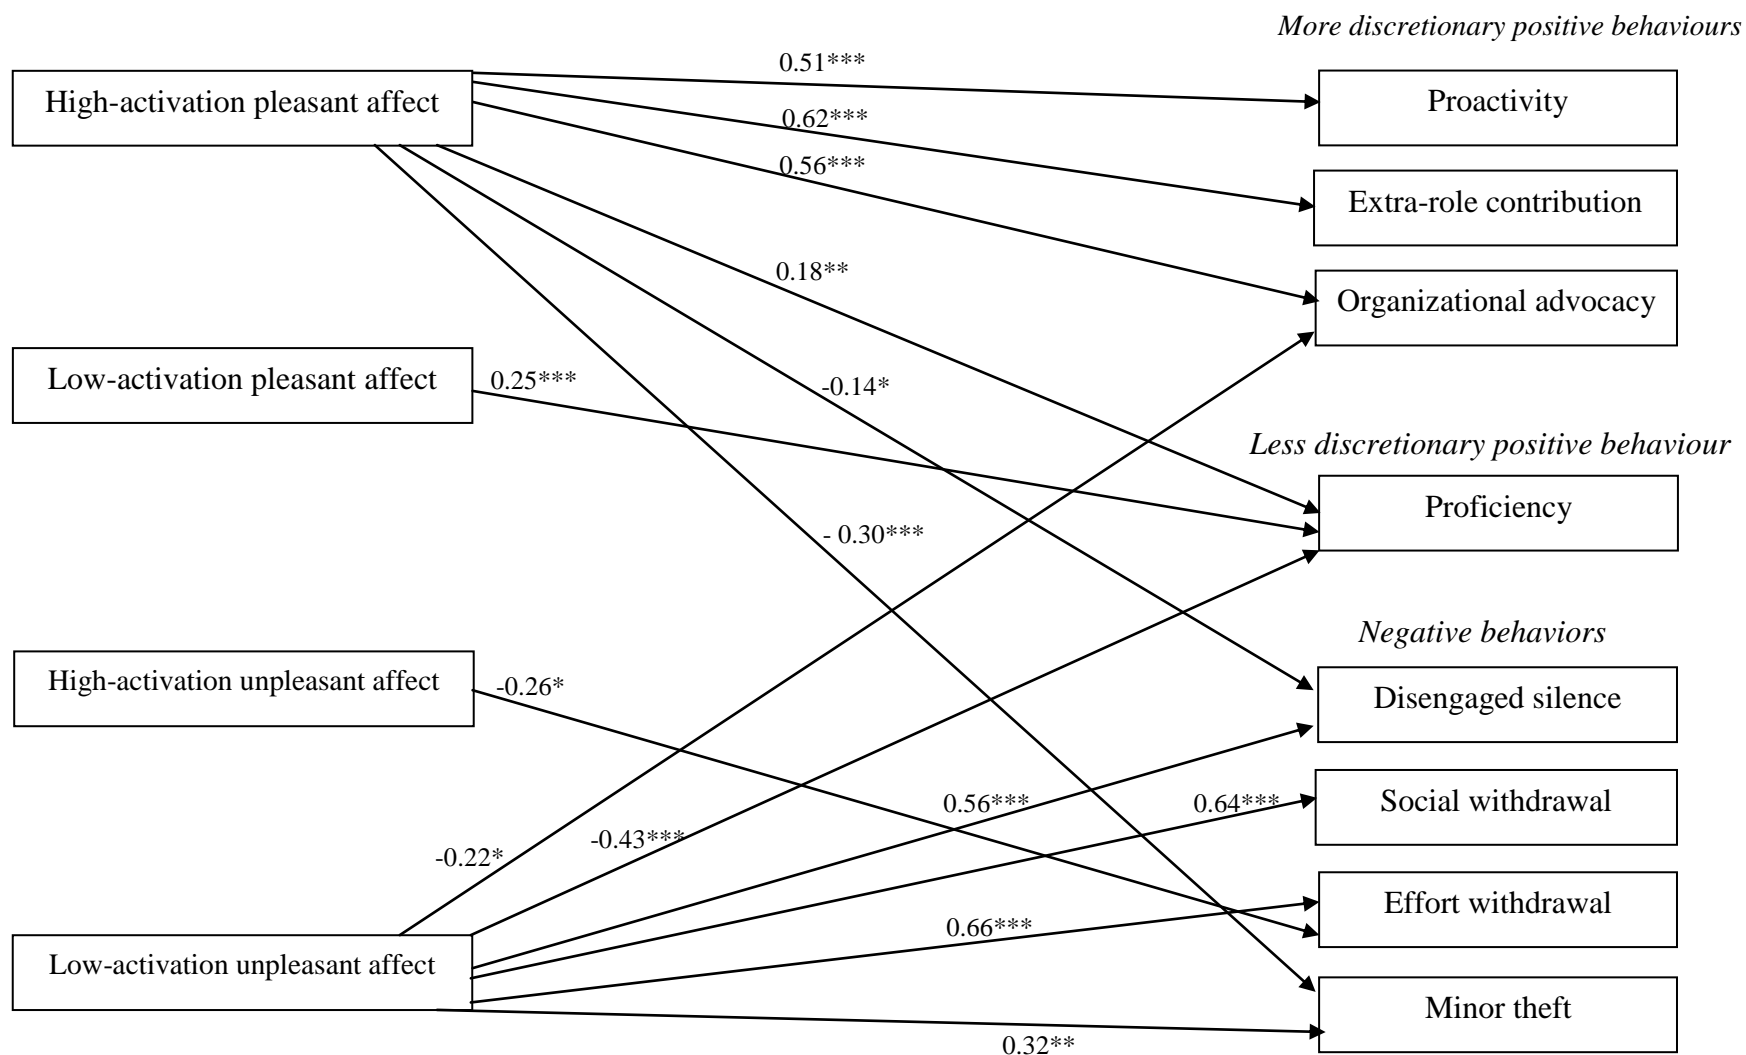 More discretionary positive behaviours
0.51***
High-activation pleasant affect
Proactivity
0.62***
0.56***
Extra-role contribution
0.18**
Organizational advocacy
Low-activation pleasant affect
0.25***
-0.14*
Less discretionary positive behaviour
Proficiency
- 0.30***
Negative behaviors
High-activation unpleasant affect
-0.26*
Disengaged silence
0.56***
0.64***
Social withdrawal
-0.43***
-0.22*
Effort withdrawal
0.66***
Low-activation unpleasant affect
Minor theft
0.32**